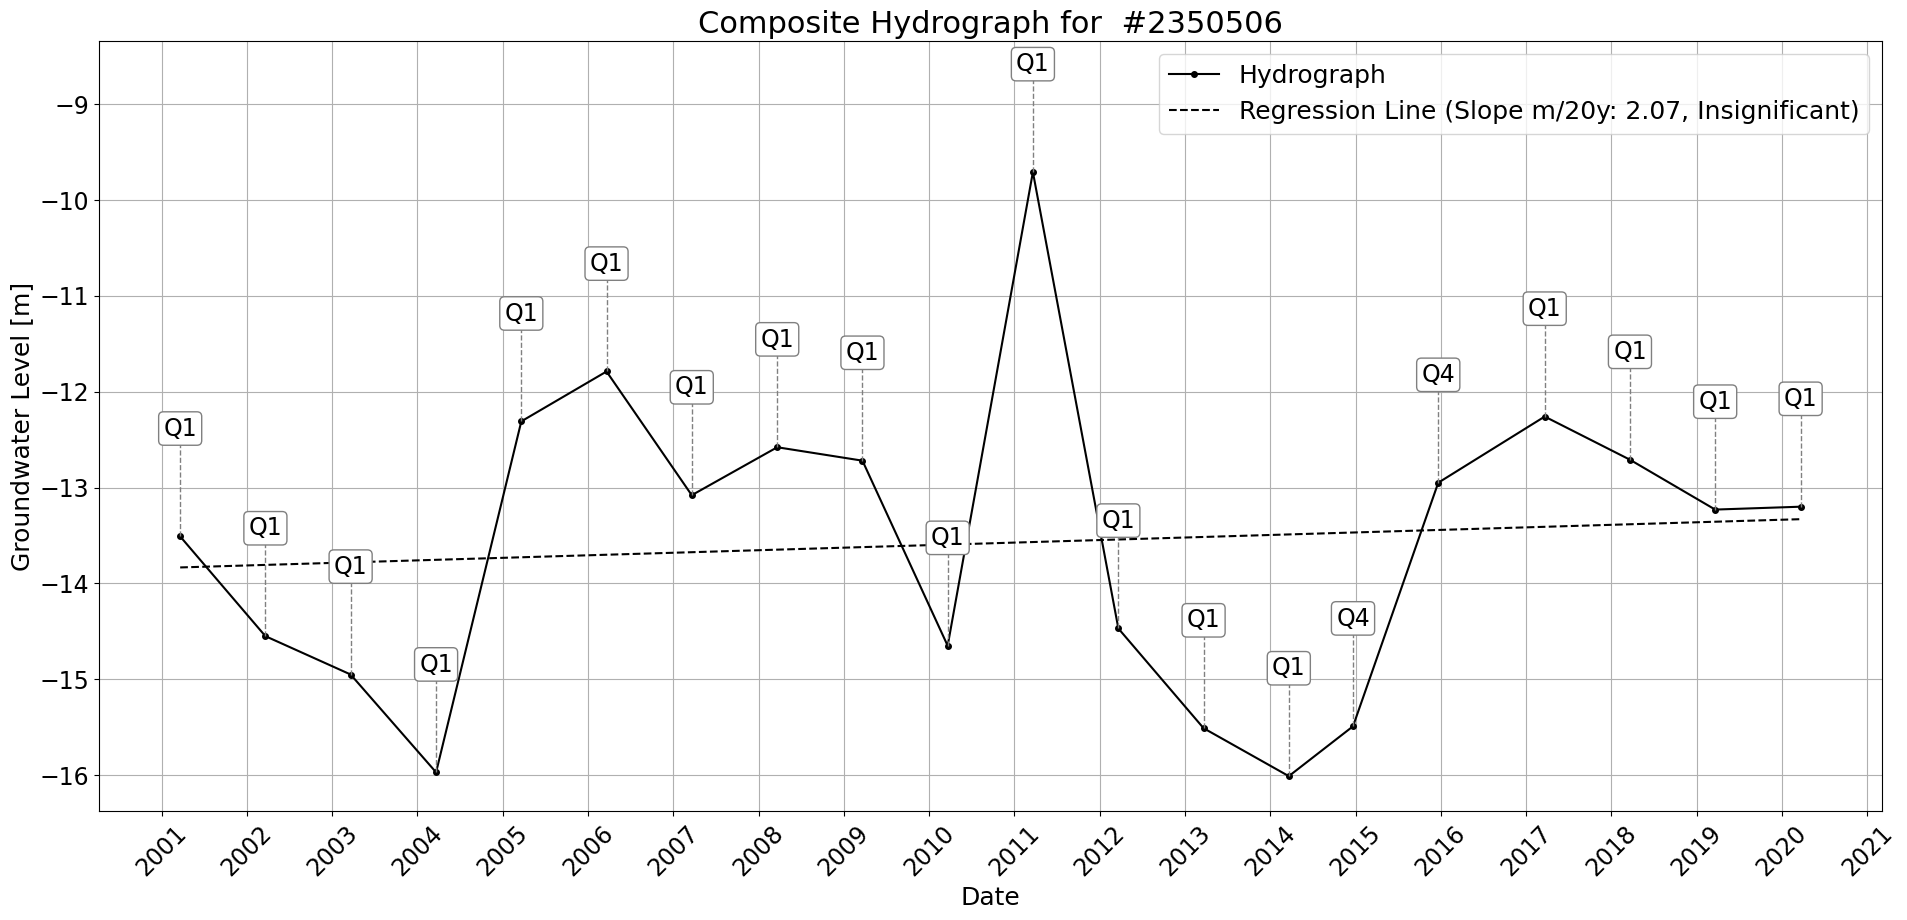 Composite Hydrograph for  #2350506
Hydrograph
Regression Line (Slope m/20y: 2.07, Insignificant)
Groundwater Level [m]
−9
−10
−11
−12
−13
−14
−15
−16
Q1
Q1
Q1
Q1
Q1
Q1
Q1
Q1
Q1
Q1
Q1
Q1
Q1
Q1
Q4
Q4
Q1
Q1
Q1
Q1
2001
2002
2003
2004
2005
2006
2007
2008
2009
2010
2011
2012
2013
2014
2015
2016
2017
2018
2019
2020
2021
Date